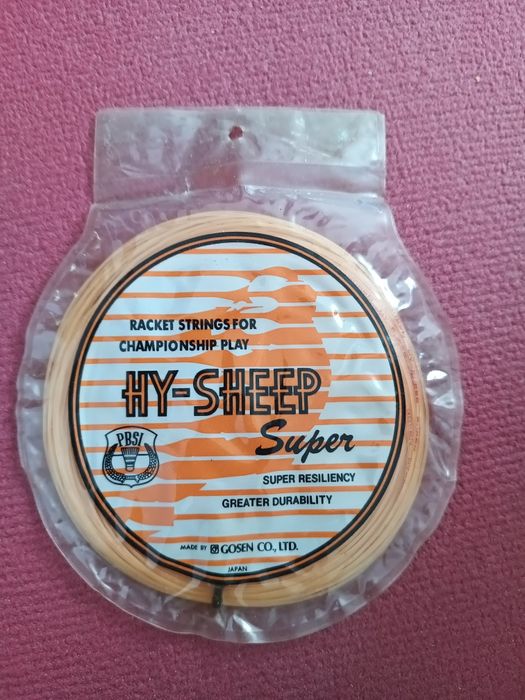 RACKET STRINGS FOR
CHAMPIONSHIP PLAY
HY-SHEEP
Super
PBSI
SUPER RESILIENCY
GREATER DURABILITY
MADE BY GOSEN CO., LTD.
JAPAN